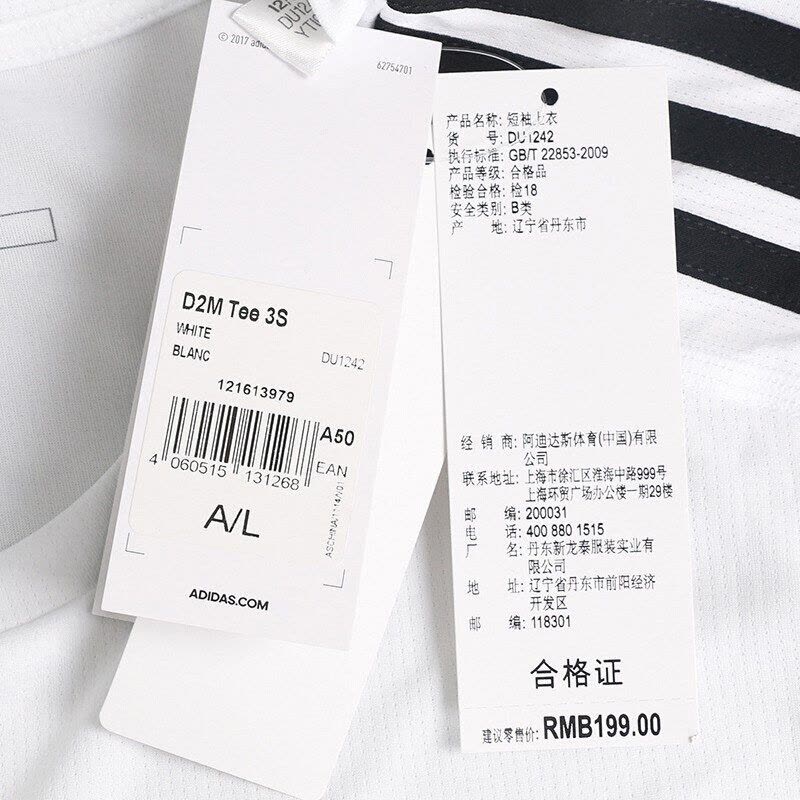 © 2017 adid
62754701
DU12
D2M Tee 3S
WHITE
BLANC
DU1242
121613979
A50
4 060515 131268
EAN
A/L
ADIDAS.COM
产品名称: 短袖上衣
货 号: DU1242
执行标准: GB/T 22853-2009
产品等级: 合格品
检验合格: 检18
安全类别: B类
产 地: 辽宁省丹东市
经 销 商: 阿迪达斯体育(中国)有限
公司
联系地址: 上海市徐汇区淮海中路999号
上海环贸广场办公楼一期29楼
邮 编: 200031
电 话: 400 880 1515
厂 名: 丹东新龙泰服装实业有
限公司
地 址: 辽宁省丹东市前阳经济
开发区
邮 编: 118301
合格证
建议零售价: RMB199.00